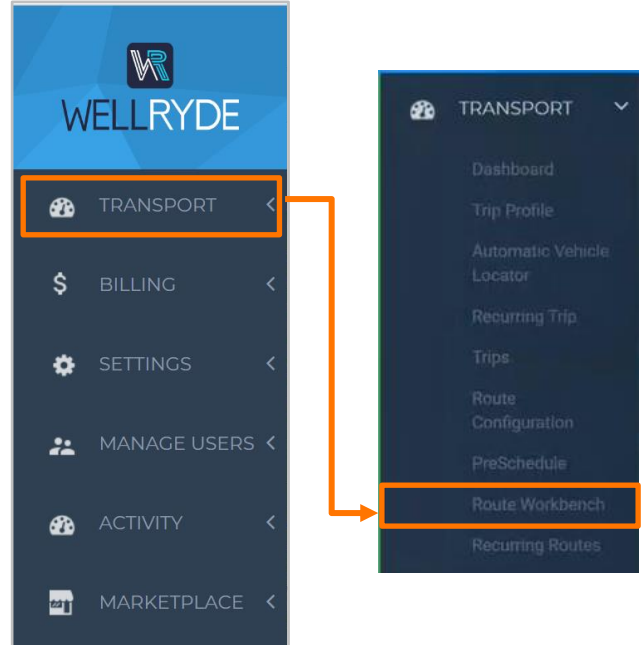 WR
WELLRYDE
TRANSPORT
BILLING
SETTINGS
MANAGE USERS
ACTIVITY
MARKETPLACE
TRANSPORT
Dashboard
Trip Profile
Automatic Vehicle
Locator
Recurring Trip
Trips
Route
Configuration
PreSchedule
Route Workbench
Recurring Routes